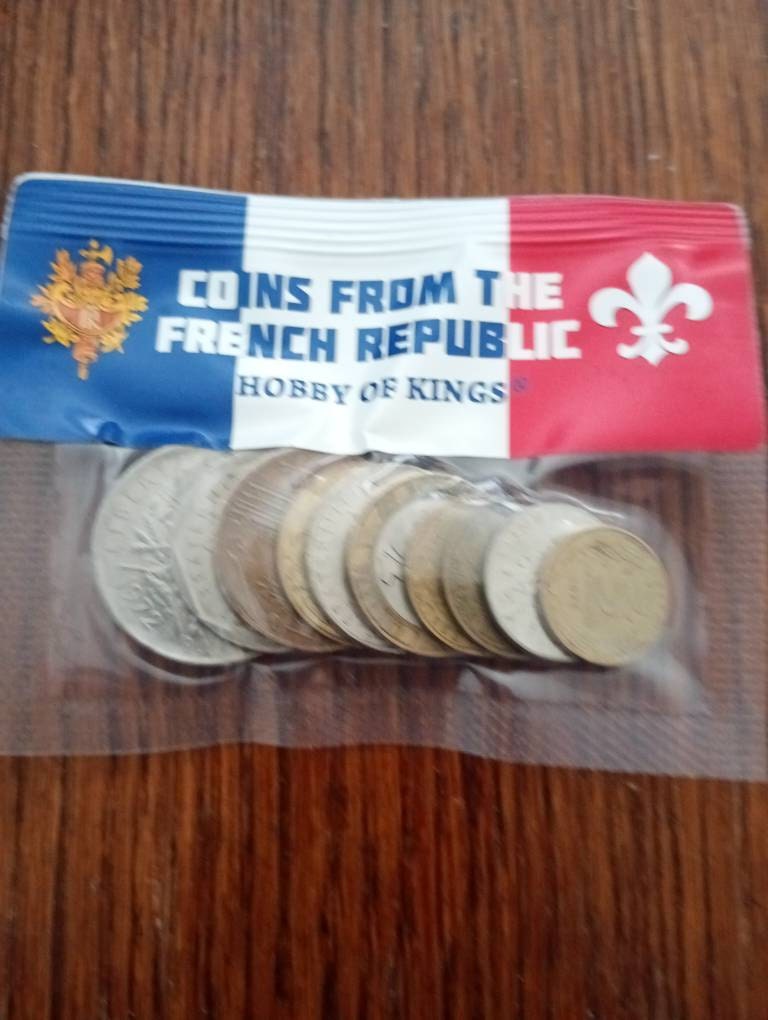 COINS FROM THE
FRENCH REPUBLIC
HOBBY OF KINGS®